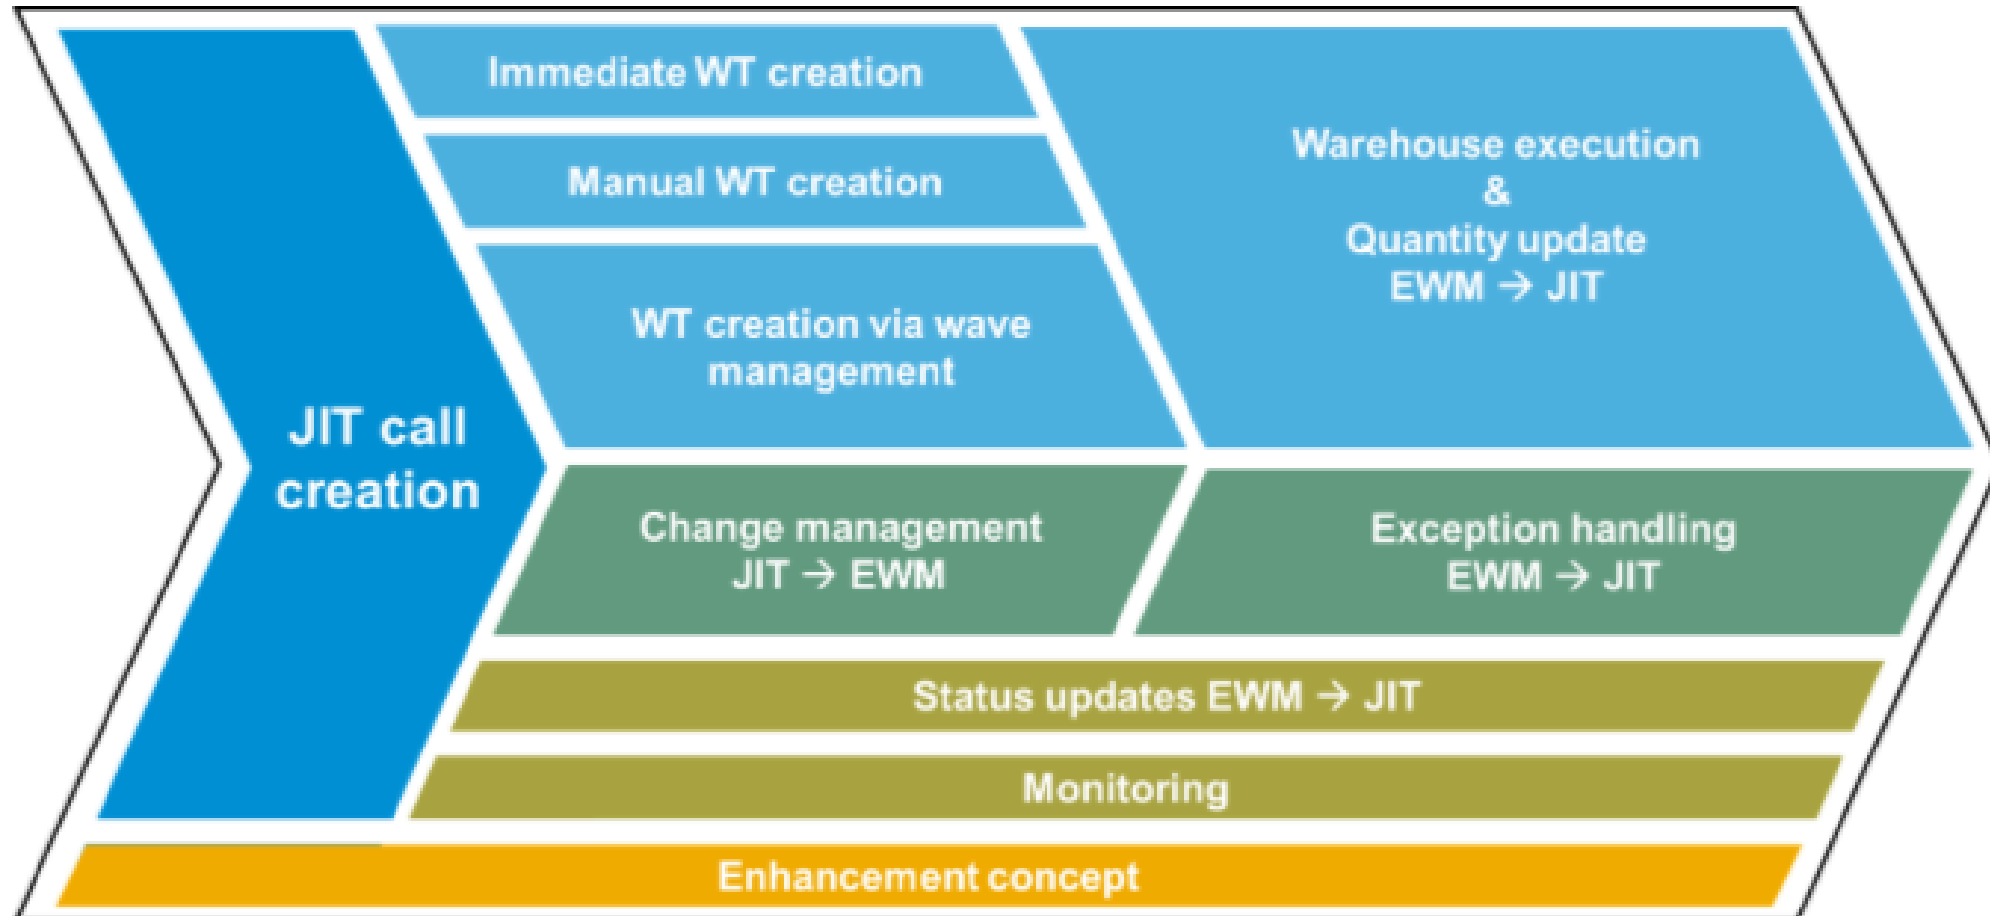 Immediate WT creation
Manual WT creation
WT creation via wave
management
Warehouse execution
&
Quantity update
EWM → JIT
JIT call
creation
Change management
JIT → EWM
Exception handling
EWM → JIT
Status updates EWM → JIT
Monitoring
Enhancement concept